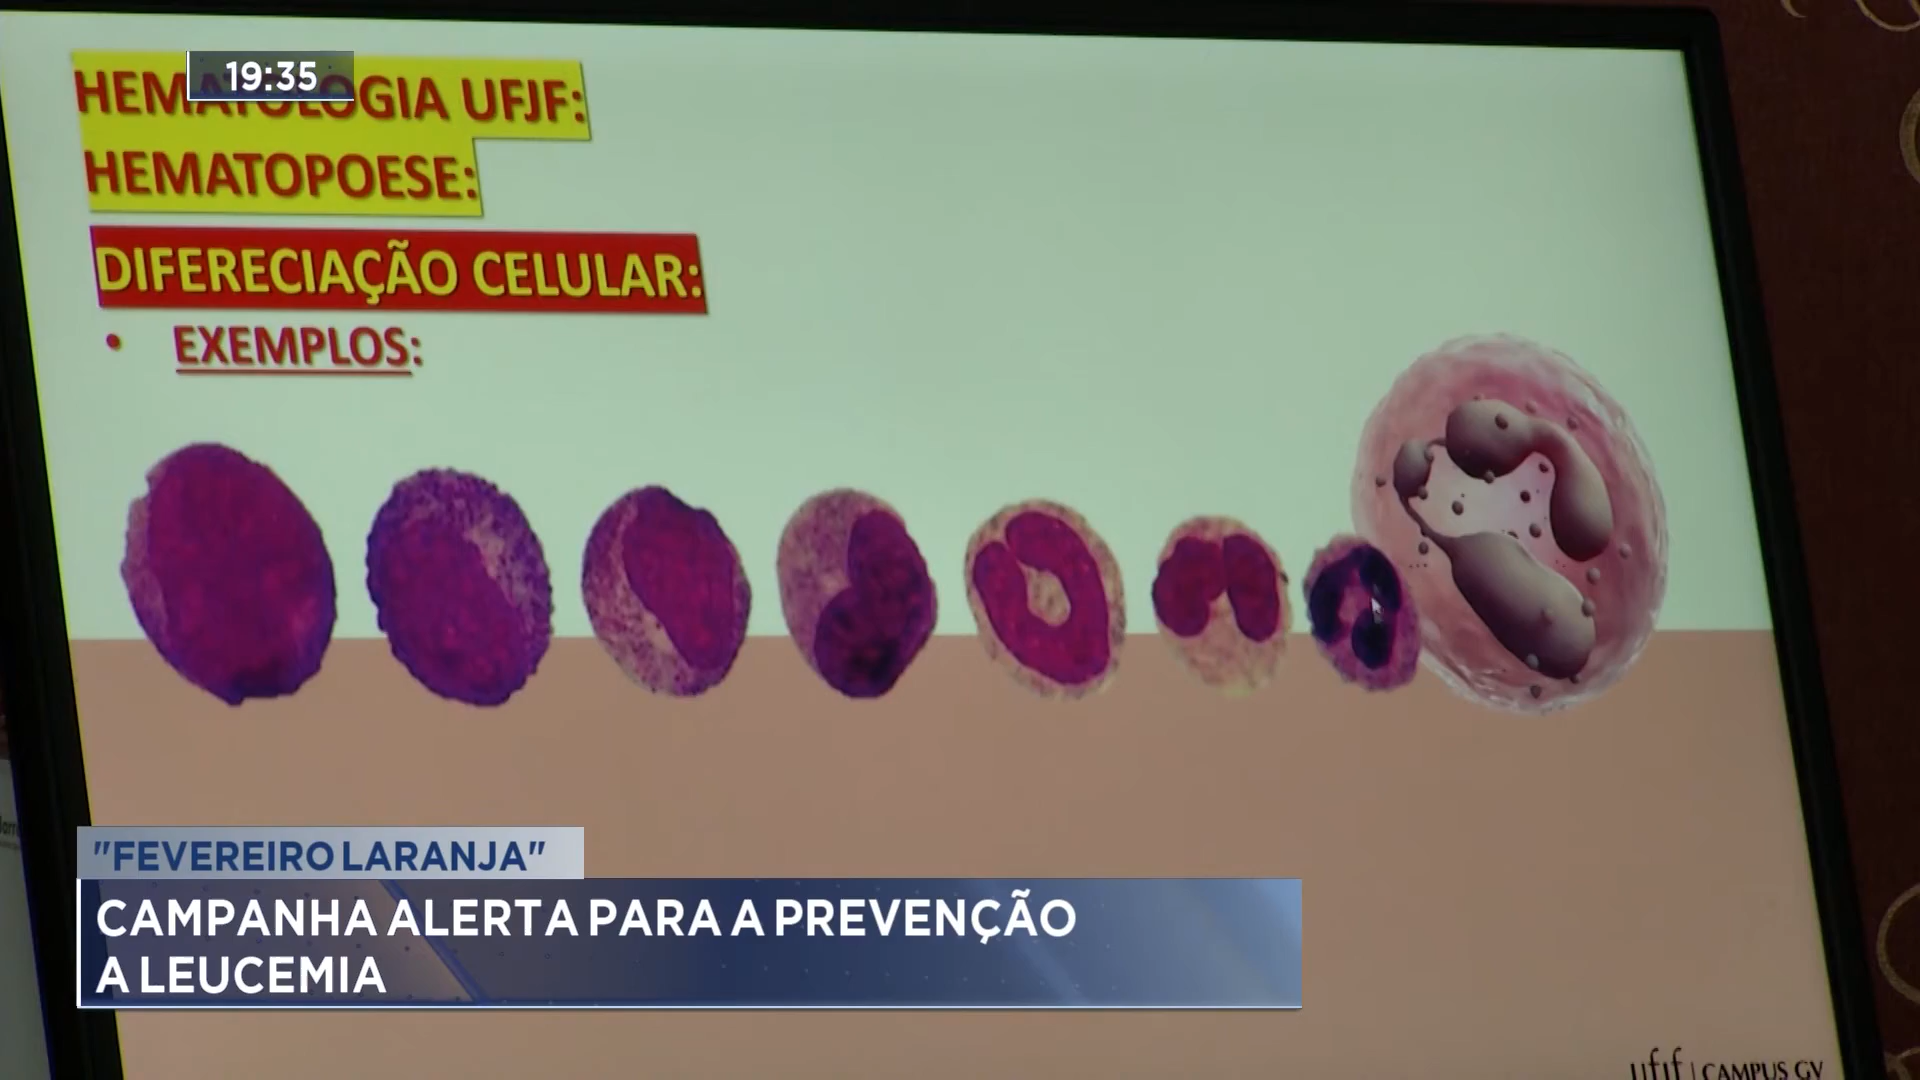 19:35
HEMATOLOGIA UFJF:
HEMATOPOESE:
DIFERECIAÇÃO CELULAR:
• EXEMPLOS:
"FEVEREIRO LARANJA"
CAMPANHA ALERTA PARA A PREVENÇÃO
A LEUCEMIA
ufjf | CAMPUS GV